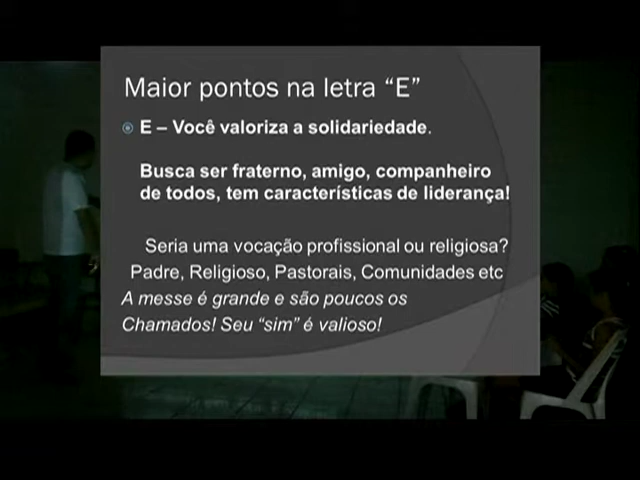 Maior pontos na letra “E”
E – Você valoriza a solidariedade.
Busca ser fraterno, amigo, companheiro
de todos, tem características de liderança!
Seria uma vocação profissional ou religiosa?
Padre, Religioso, Pastorais, Comunidades etc
A messe é grande e são poucos os
Chamados! Seu “sim” é valioso!